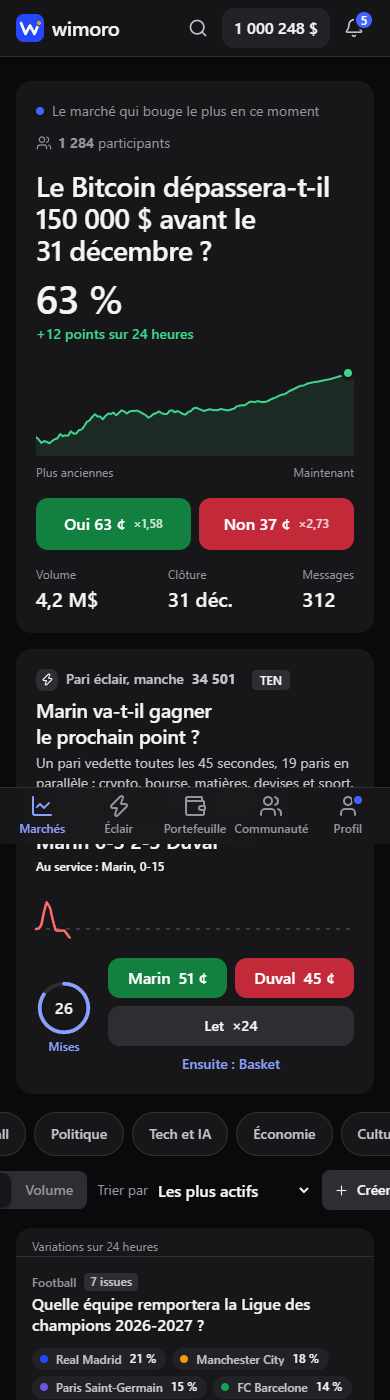 wimoro
1 000 248 $
5
Le marché qui bouge le plus en ce moment
1 284 participants
Le Bitcoin dépassera-t-il
150 000 $ avant le
31 décembre ?
63 %
+12 points sur 24 heures
Plus anciennes
Maintenant
Oui 63 ¢ ×1,58
Non 37 ¢ ×2,73
Volume
Clôture
Messages
4,2 M$
31 déc.
312
Pari éclair, manche 34 501
TEN
Marin va-t-il gagner
le prochain point ?
Un pari vedette toutes les 45 secondes, 19 paris en
parallèle : crypto, bourse, matières, devises et sport.
Marchés
Éclair
Portefeuille
Communauté
Profil
Au service : Marin, 0-15
26
Mises
Marin 51 ¢
Duval 45 ¢
Let ×24
Ensuite : Basket
Politique
Tech et IA
Économie
Volume
Trier par
Les plus actifs
+ Créer
Variations sur 24 heures
Football
7 issues
Quelle équipe remportera la Ligue des
champions 2026-2027 ?
Real Madrid 21 %
Manchester City 18 %
Paris Saint-Germain 15 %
FC Barcelone 14 %